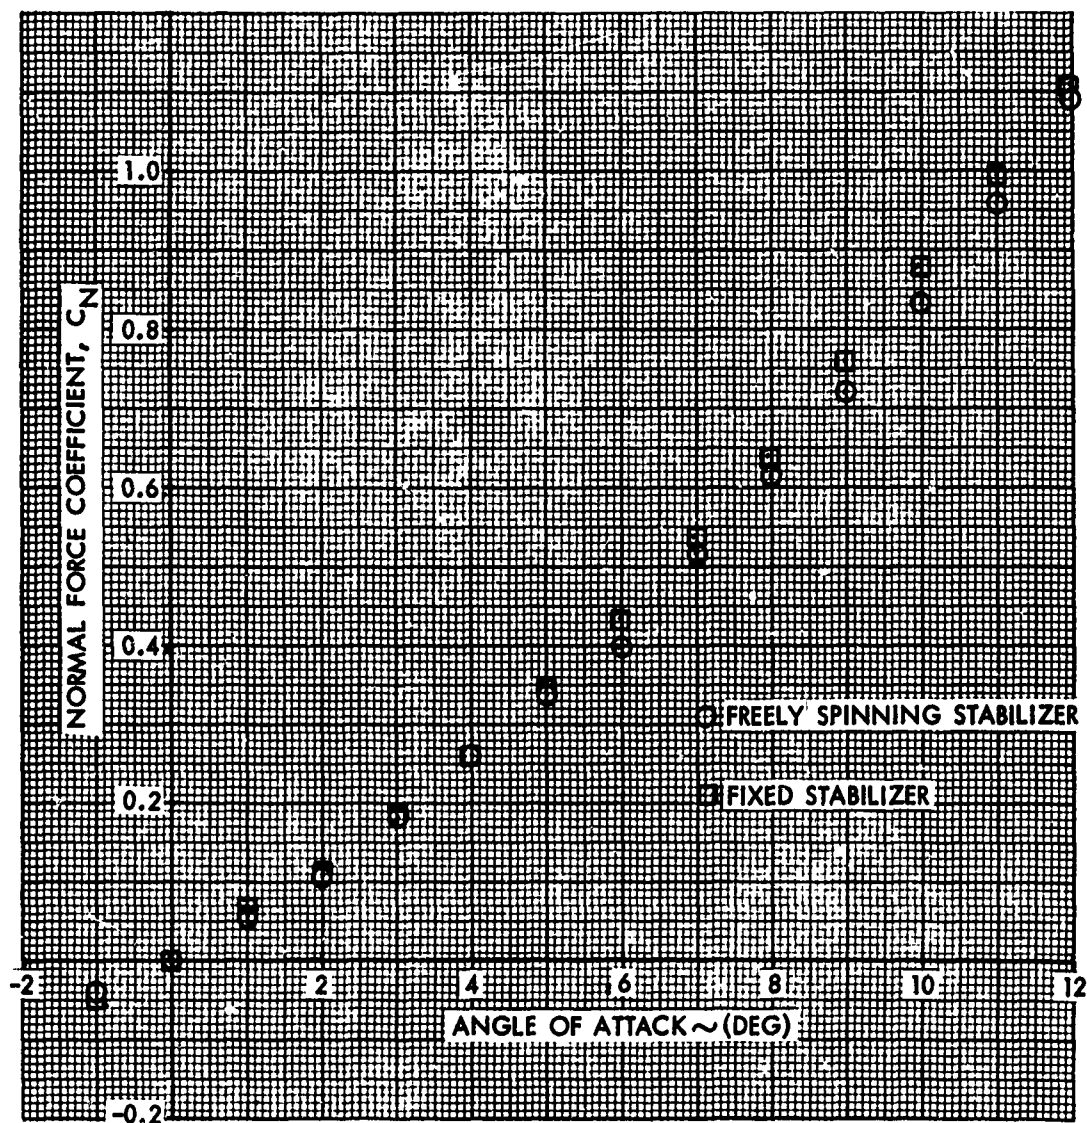 1.0
0.8
0.6
0.4
0.2
-0.2
NORMAL FORCE COEFFICIENT, CN
FREELY SPINNING STABILIZER
FIXED STABILIZER
-2 2 4 6 8 10 12
ANGLE OF ATTACK ~ (DEG)